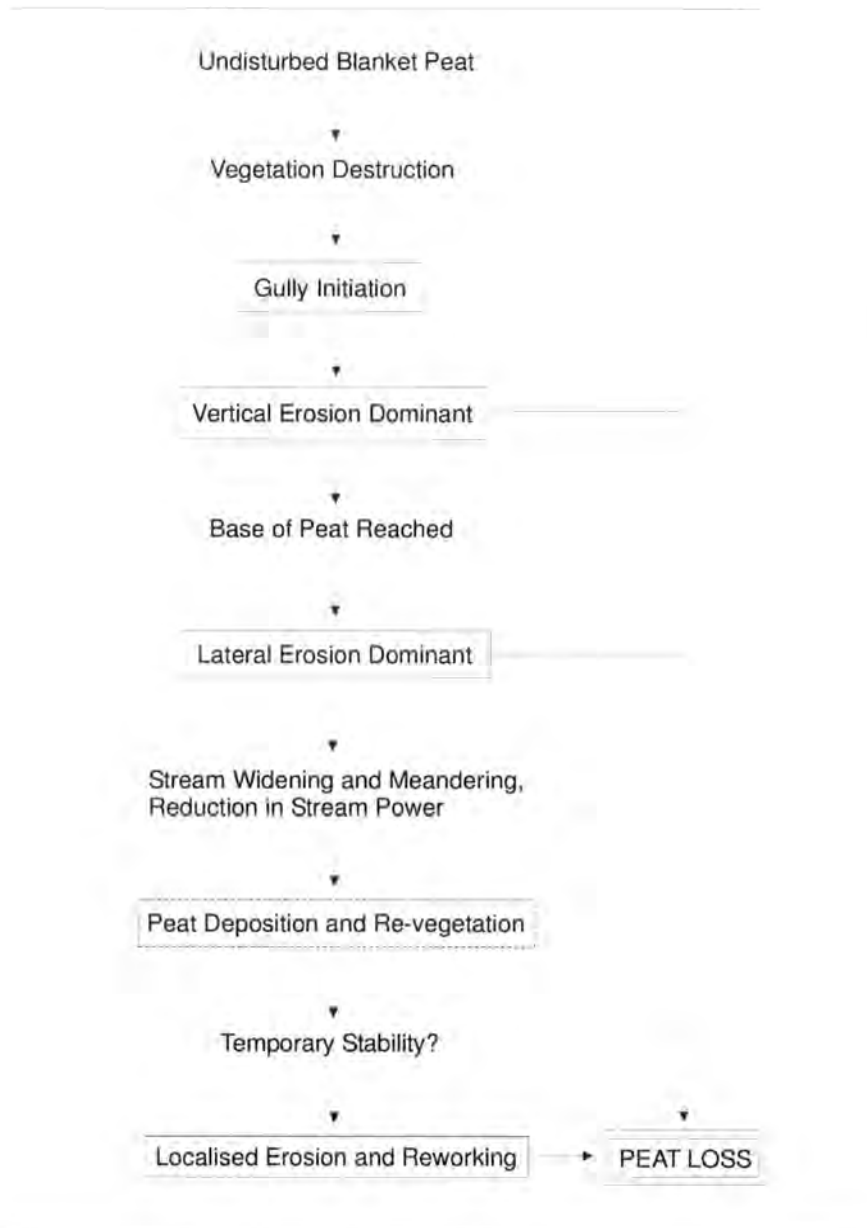 Undisturbed Blanket Peat
Vegetation Destruction
Gully Initiation
Vertical Erosion Dominant
Base of Peat Reached
Lateral Erosion Dominant
Stream Widening and Meandering,
Reduction in Stream Power
Peat Deposition and Re-vegetation
Temporary Stability?
Localised Erosion and Reworking
PEAT LOSS